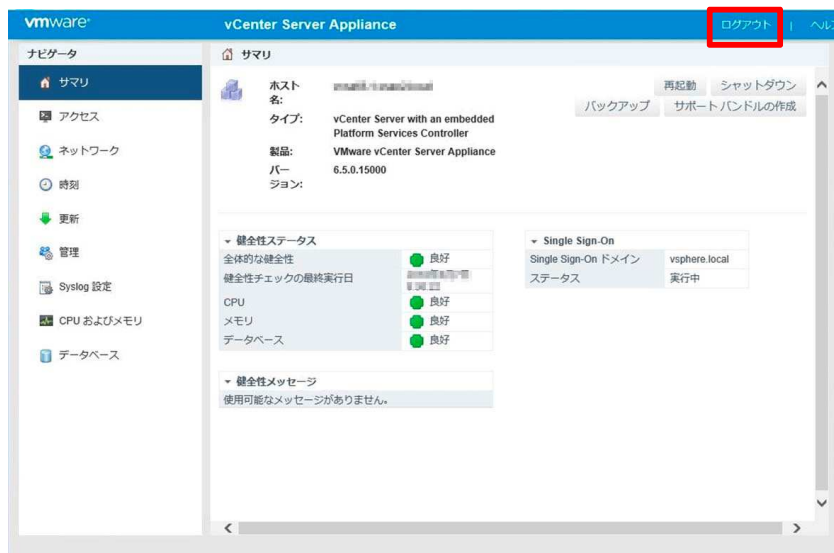 vmware
vCenter Server Appliance
ログアウト | ヘル
ナビゲータ
サマリ
アクセス
ネットワーク
時刻
更新
管理
Syslog 設定
CPU およびメモリ
データベース
サマリ
再起動 シャットダウン
バックアップ サポート バンドルの作成
ホスト
名:
タイプ: vCenter Server with an embedded
Platform Services Controller
製品: VMware vCenter Server Appliance
バー 6.5.0.15000
ジョン:
健全性ステータス
全体的な健全性 良好
健全性チェックの最終実行日
CPU 良好
メモリ 良好
データベース 良好
Single Sign-On
Single Sign-On ドメイン vsphere.local
ステータス 実行中
健全性メッセージ
使用可能なメッセージがありません。